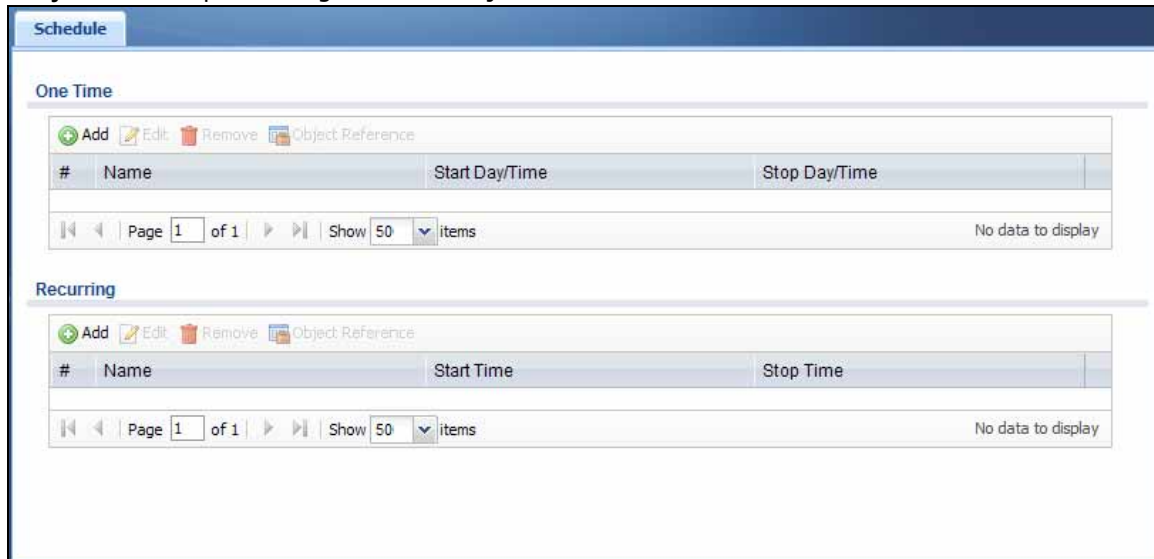 Schedule
One Time
Add Edit Remove Object Reference
# Name Start Day/Time Stop Day/Time
Page 1 of 1 Show 50 items No data to display
Recurring
Add Edit Remove Object Reference
# Name Start Time Stop Time
Page 1 of 1 Show 50 items No data to display